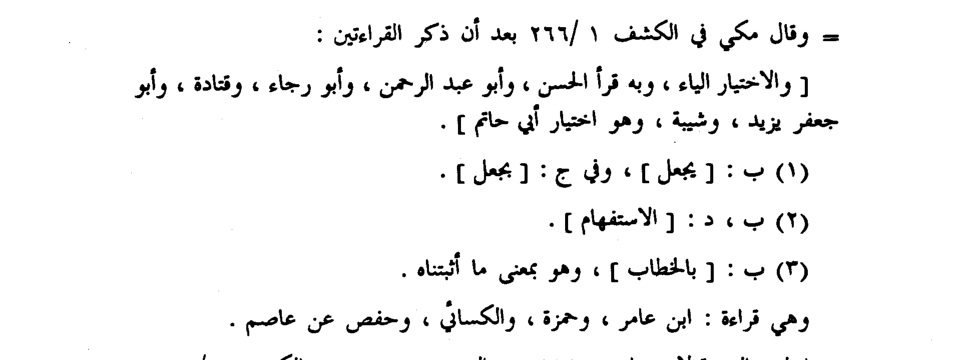 = وقال مكي في الكشف ١ /٢٦٦ بعد أن ذكر القراءتين :
[ والاختيار الياء ، وبه قرأ الحسن ، وأبو عبد الرحمن ، وأبو رجاء ، وقتادة ، وأبو
جعفر يزيد ، وشيبة ، وهو اختيار أبي حاتم ] .
(١) ب : [ يجعل ] ، وفي ج : [ بجعل ] .
(٢) ب ، د : [ الاستفهام ] .
(٣) ب : [ بالخطاب ] ، وهو بمعنى ما أثبتناه .
وهي قراءة : ابن عامر ، وحمزة ، والكسائي ، وحفص عن عاصم .